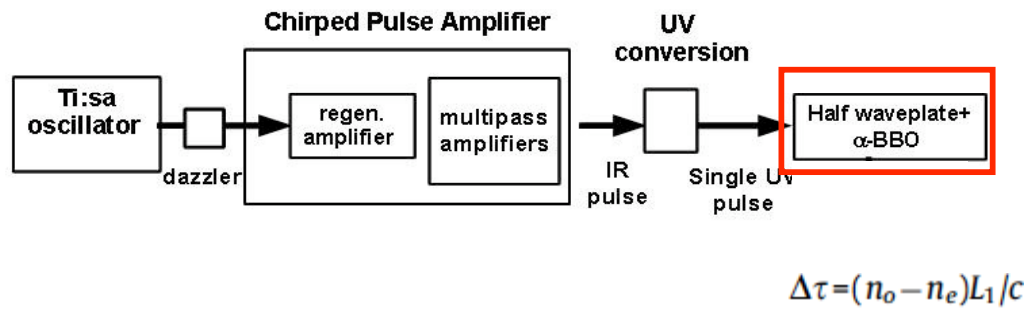 Chirped Pulse Amplifier
UV
conversion
Ti:sa
oscillator
dazzler
regen.
amplifier
multipass
amplifiers
IR
pulse
Single UV
pulse
Half waveplate+
α-BBO
Δτ=(nₒ−nₑ)L₁/c